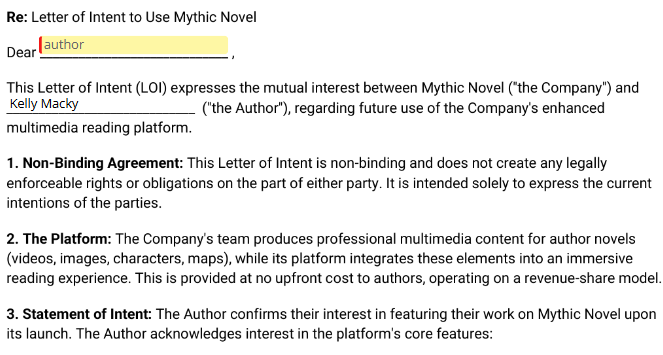 Re: Letter of Intent to Use Mythic Novel
Dear author,
This Letter of Intent (LOI) expresses the mutual interest between Mythic Novel ("the Company") and
Kelly Macky ("the Author"), regarding future use of the Company's enhanced
multimedia reading platform.
1. Non-Binding Agreement: This Letter of Intent is non-binding and does not create any legally
enforceable rights or obligations on the part of either party. It is intended solely to express the current
intentions of the parties.
2. The Platform: The Company's team produces professional multimedia content for author novels
(videos, images, characters, maps), while its platform integrates these elements into an immersive
reading experience. This is provided at no upfront cost to authors, operating on a revenue-share model.
3. Statement of Intent: The Author confirms their interest in featuring their work on Mythic Novel upon
its launch. The Author acknowledges interest in the platform's core features: